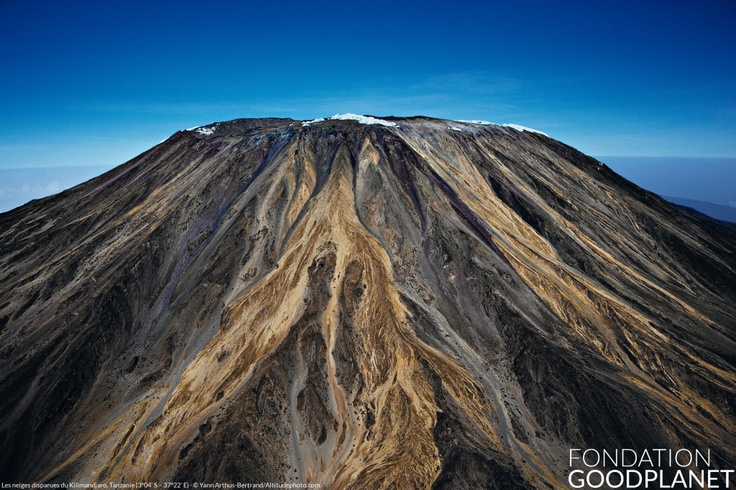 FONDATION
GOODPLANET
Les neiges disparues du Kilimandjaro, Tanzanie (3°04' S - 37°22' E) - © Yann Arthus-Bertrand/Altitudephoto.com